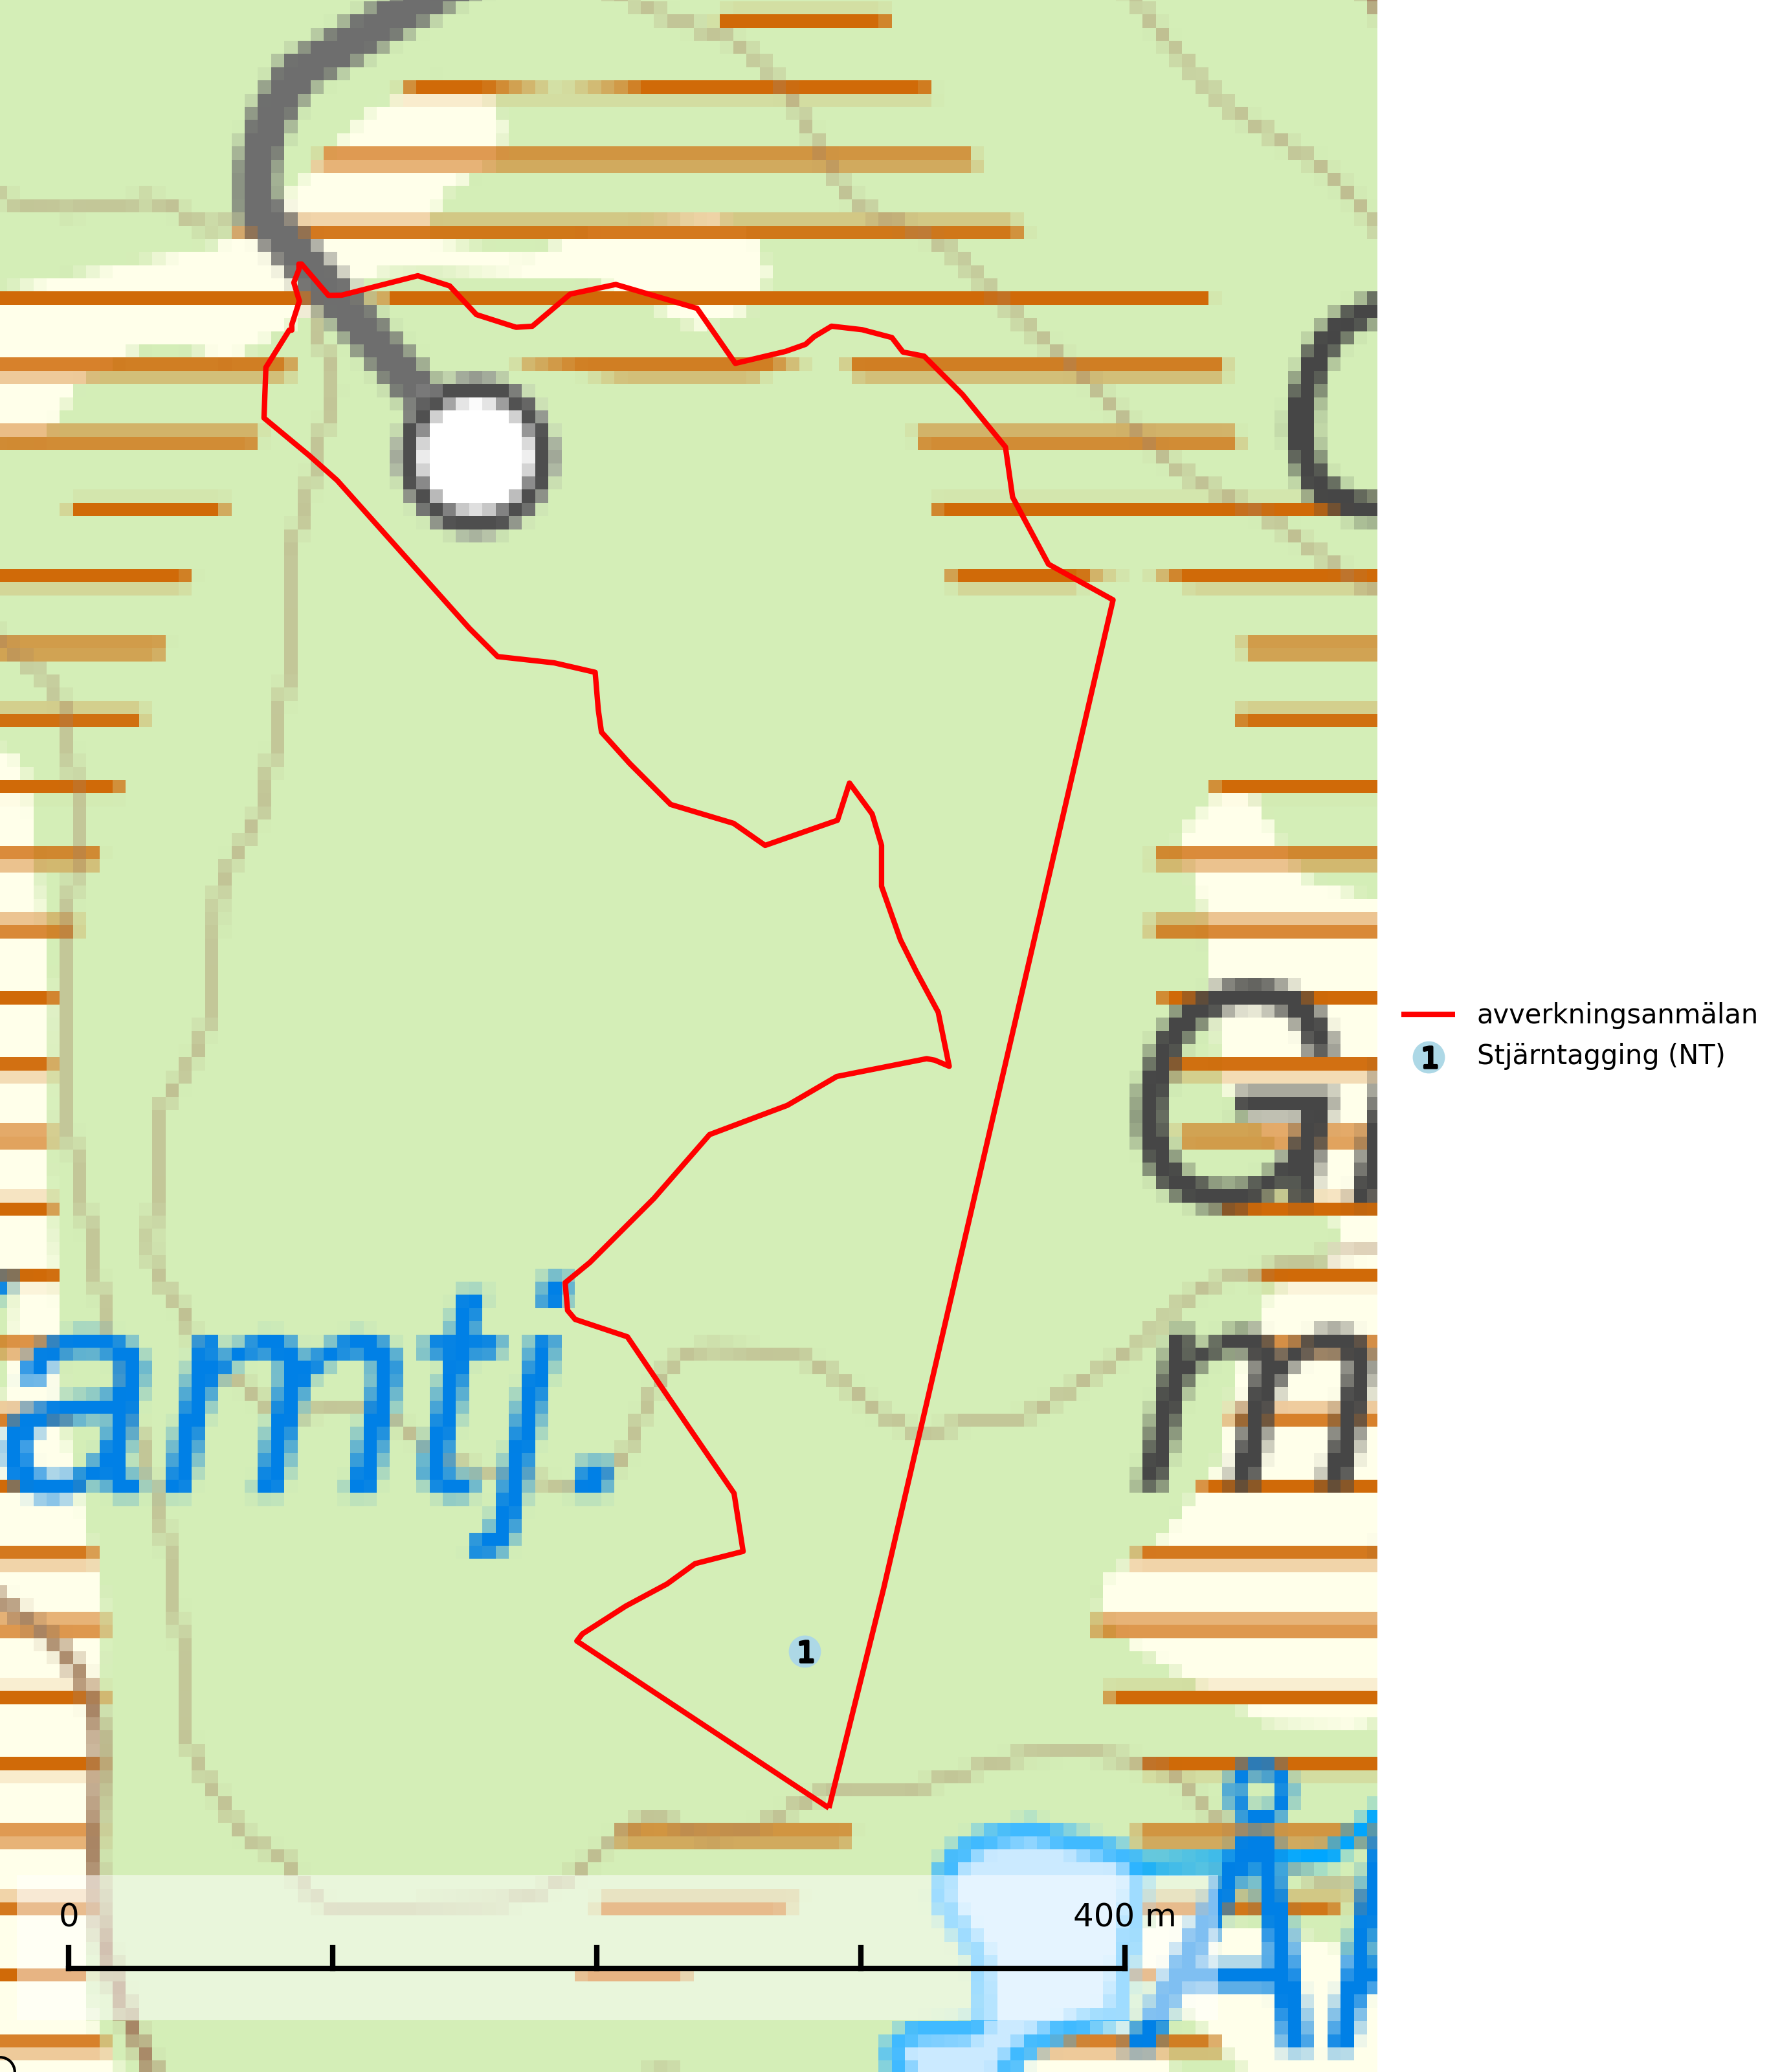 G
amtj.
m
1
Å
0
400 m
avverkningsanmälan
1 Stjärntagging (NT)